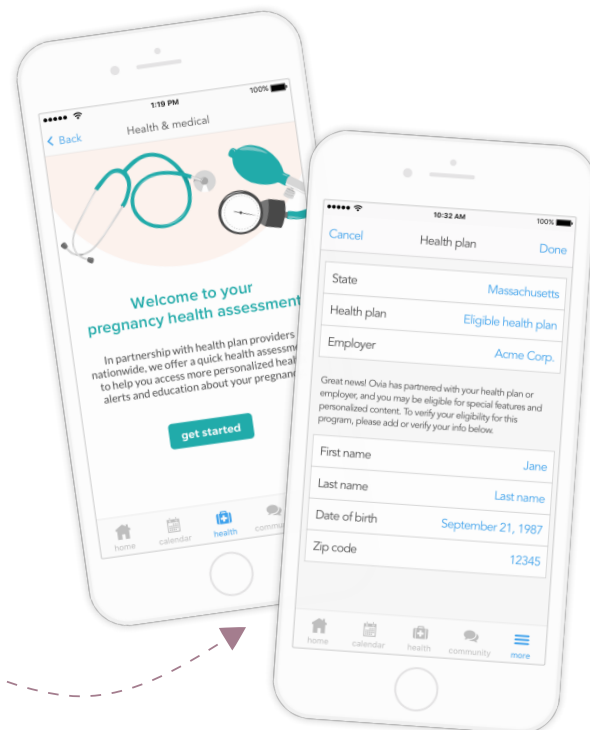 1:19 PM
100%
Back
Health & medical
Welcome to your
pregnancy health assessment
In partnership with health plan providers
nationwide, we offer a quick health
to help you access more personalized
alerts and education about your
get started
home
calendar
health
10:32 AM
100%
Cancel
Health plan
Done
State
Massachusetts
Health plan
Eligible health plan
Employer
Acme Corp.
Great news! Ovia has partnered with your health plan or
employer, and you may be eligible for special features and
personalized content. To verify your eligibility for this
program, please add or verify your info below.
First name
Jane
Last name
Last name
Date of birth
September 21, 1987
Zip code
12345
home
calendar
health
community
more